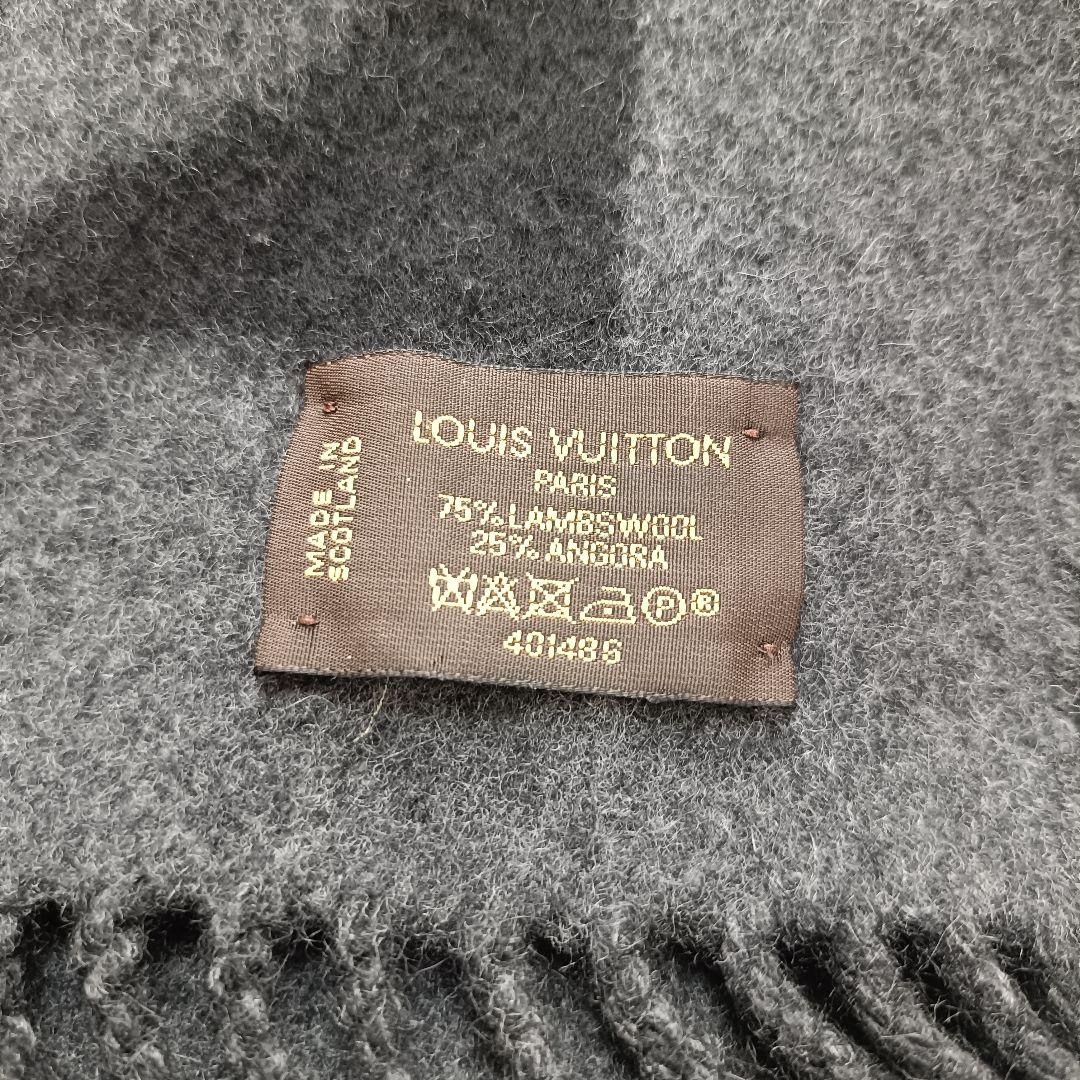 LOUIS VUITTON
PARIS
75%LAMBSWOOL
25%ANGORA
P ®
401486
MADE IN
SCOTLAND